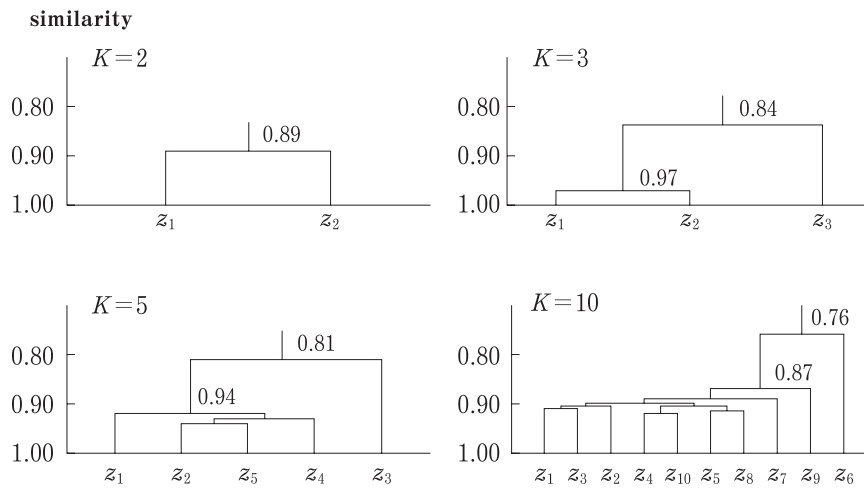 similarity
K=2
0.80
0.90
1.00
0.89
z1 z2
K=3
0.80
0.90
1.00
0.84
0.97
z1 z2 z3
K=5
0.80
0.90
1.00
0.81
0.94
z1 z2 z5 z4 z3
K=10
0.80
0.90
1.00
0.76
0.87
z1 z3 z2 z4 z10 z5 z8 z7 z9 z6